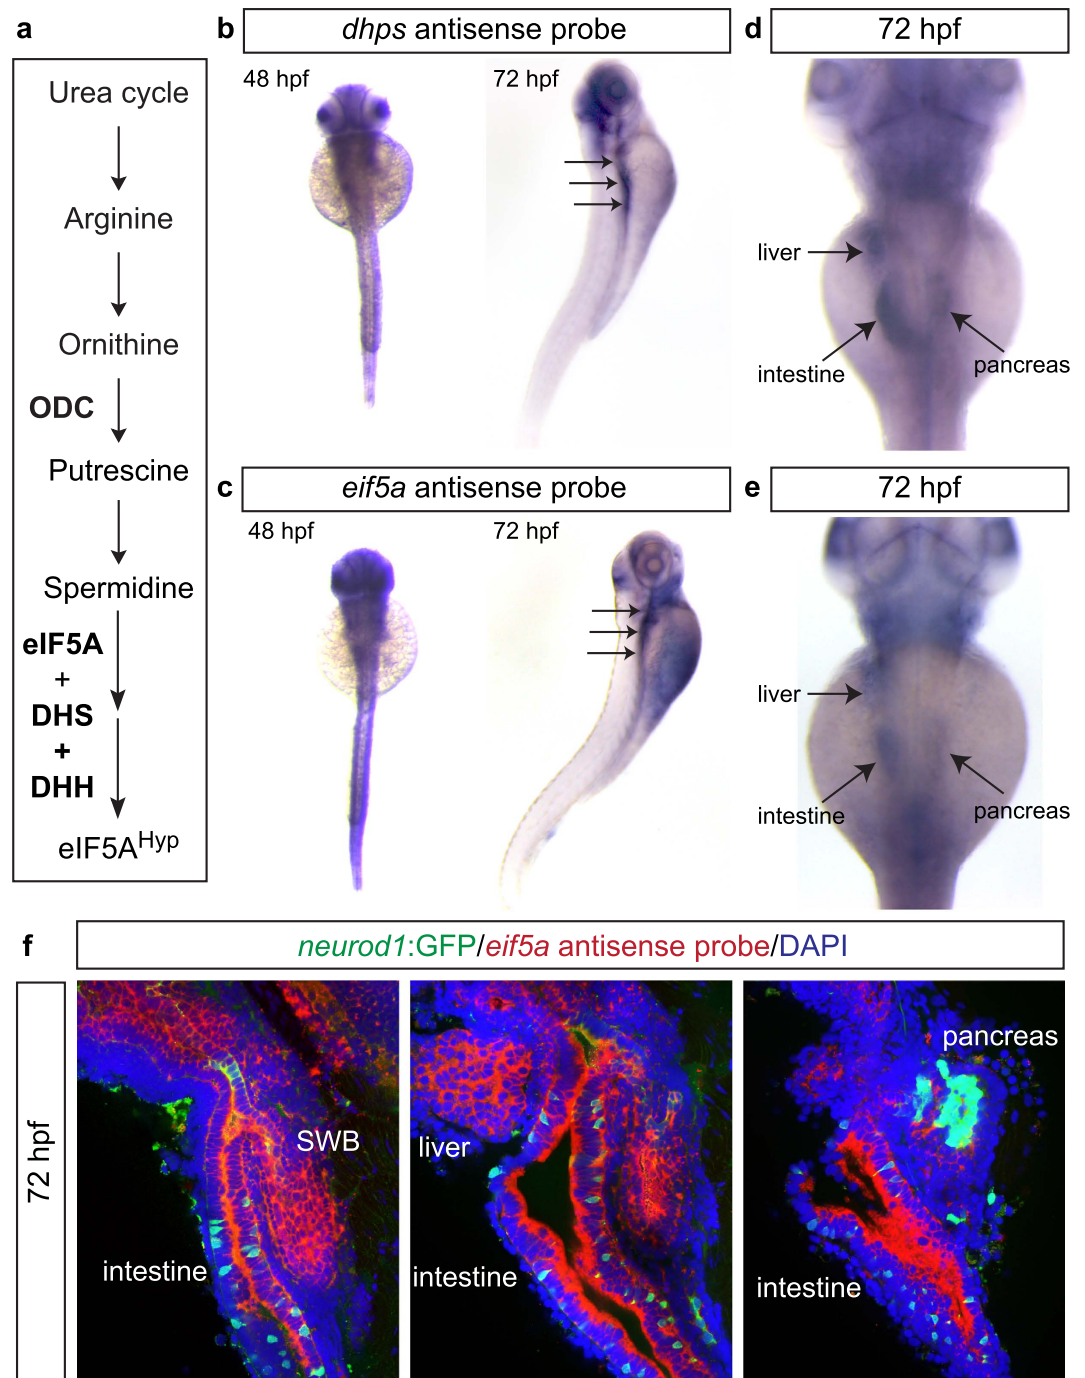 a
Urea cycle
Arginine
Ornithine
ODC
Putrescine
Spermidine
eIF5A
+
DHS
+
DHH
eIF5AHyp
b
dhps antisense probe
48 hpf
72 hpf
c
eif5a antisense probe
48 hpf
72 hpf
d
72 hpf
liver
intestine
pancreas
e
72 hpf
liver
intestine
pancreas
f
neurod1:GFP/eif5a antisense probe/DAPI
72 hpf
SWB
intestine
liver
intestine
pancreas
intestine